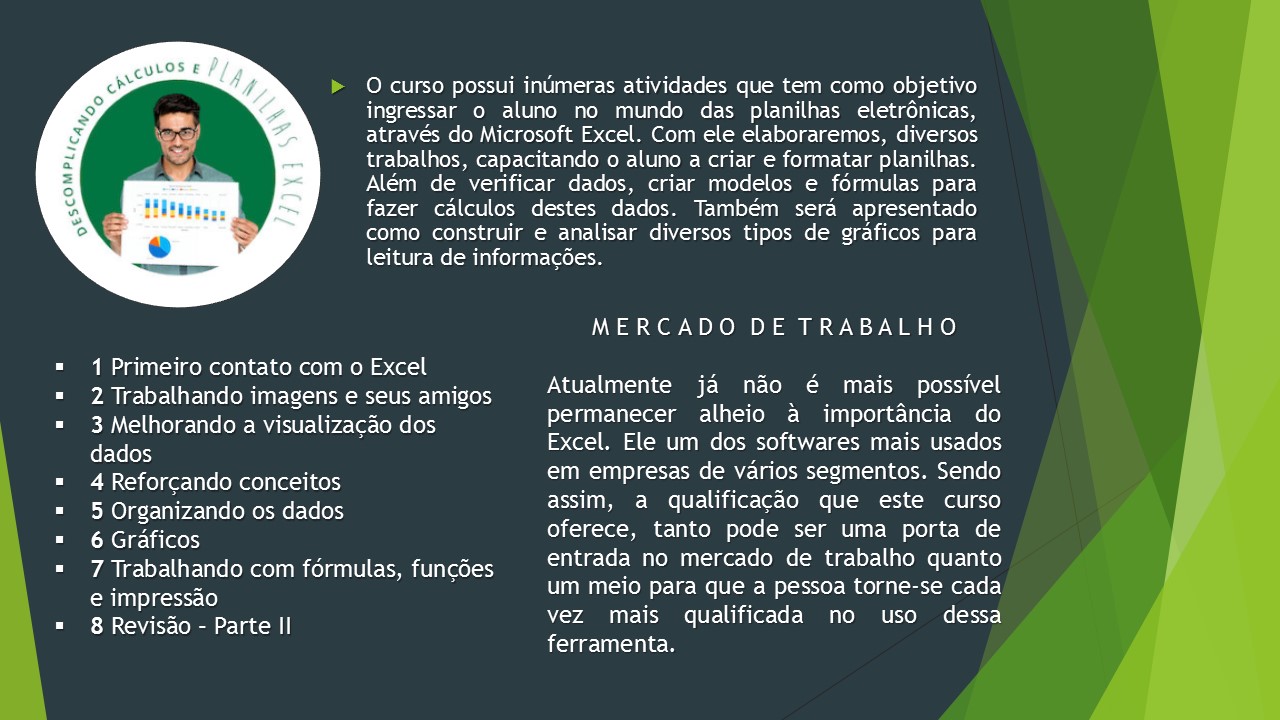 DESCOMPLICANDO CÁLCULOS E PLANILHAS EXCEL
O curso possui inúmeras atividades que tem como objetivo
ingressar o aluno no mundo das planilhas eletrônicas,
através do Microsoft Excel. Com ele elaboraremos, diversos
trabalhos, capacitando o aluno a criar e formatar planilhas.
Além de verificar dados, criar modelos e fórmulas para
fazer cálculos destes dados. Também será apresentado
como construir e analisar diversos tipos de gráficos para
leitura de informações.
1 Primeiro contato com o Excel
2 Trabalhando imagens e seus amigos
3 Melhorando a visualização dos
dados
4 Reforçando conceitos
5 Organizando os dados
6 Gráficos
7 Trabalhando com fórmulas, funções
e impressão
8 Revisão – Parte II
MERCADO DE TRABALHO
Atualmente já não é mais possível
permanecer alheio à importância do
Excel. Ele um dos softwares mais usados
em empresas de vários segmentos. Sendo
assim, a qualificação que este curso
oferece, tanto pode ser uma porta de
entrada no mercado de trabalho quanto
um meio para que a pessoa torne-se cada
vez mais qualificada no uso dessa
ferramenta.